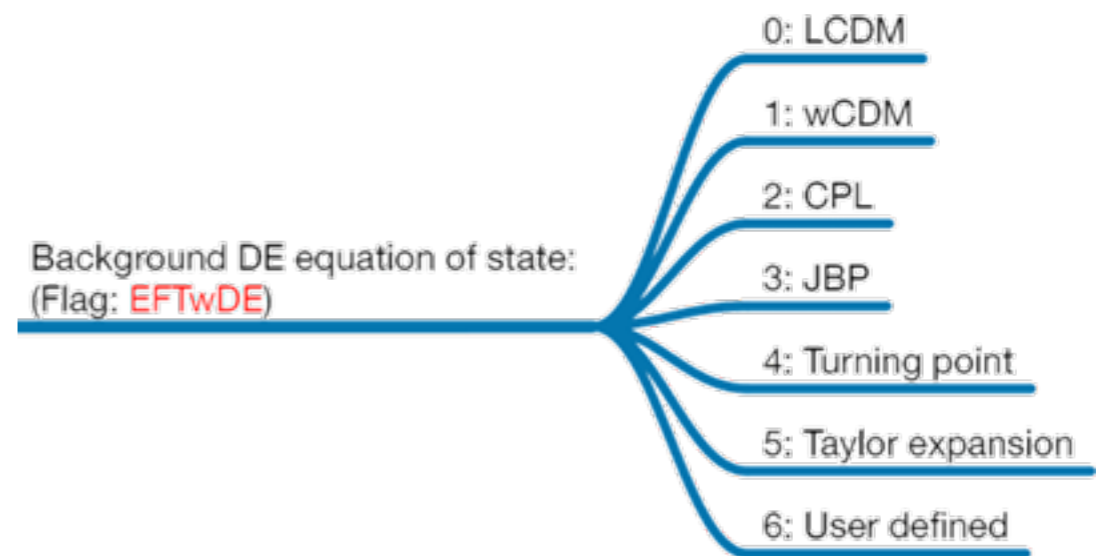 0: LCDM
1: wCDM
2: CPL
Background DE equation of state:
(Flag: EFTwDE)
3: JBP
4: Turning point
5: Taylor expansion
6: User defined